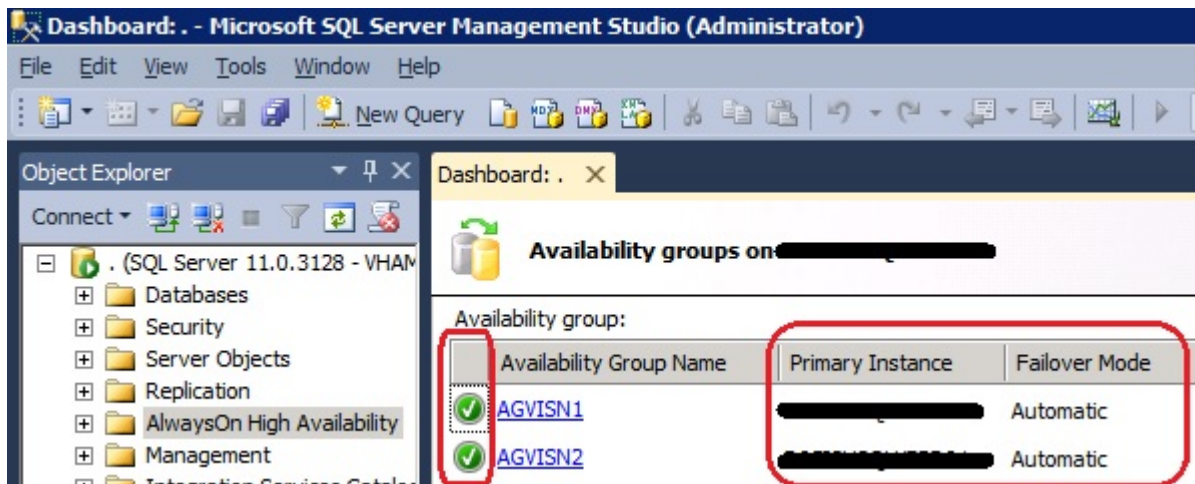 Dashboard: . - Microsoft SQL Server Management Studio (Administrator)
File Edit View Tools Window Help
New Query
Object Explorer
Dashboard: .
Connect
. (SQL Server 11.0.3128 - VHAM
Databases
Security
Server Objects
Replication
AlwaysOn High Availability
Management
Availability groups on
Availability group:
Availability Group Name Primary Instance Failover Mode
AGVISN1 Automatic
AGVISN2 Automatic